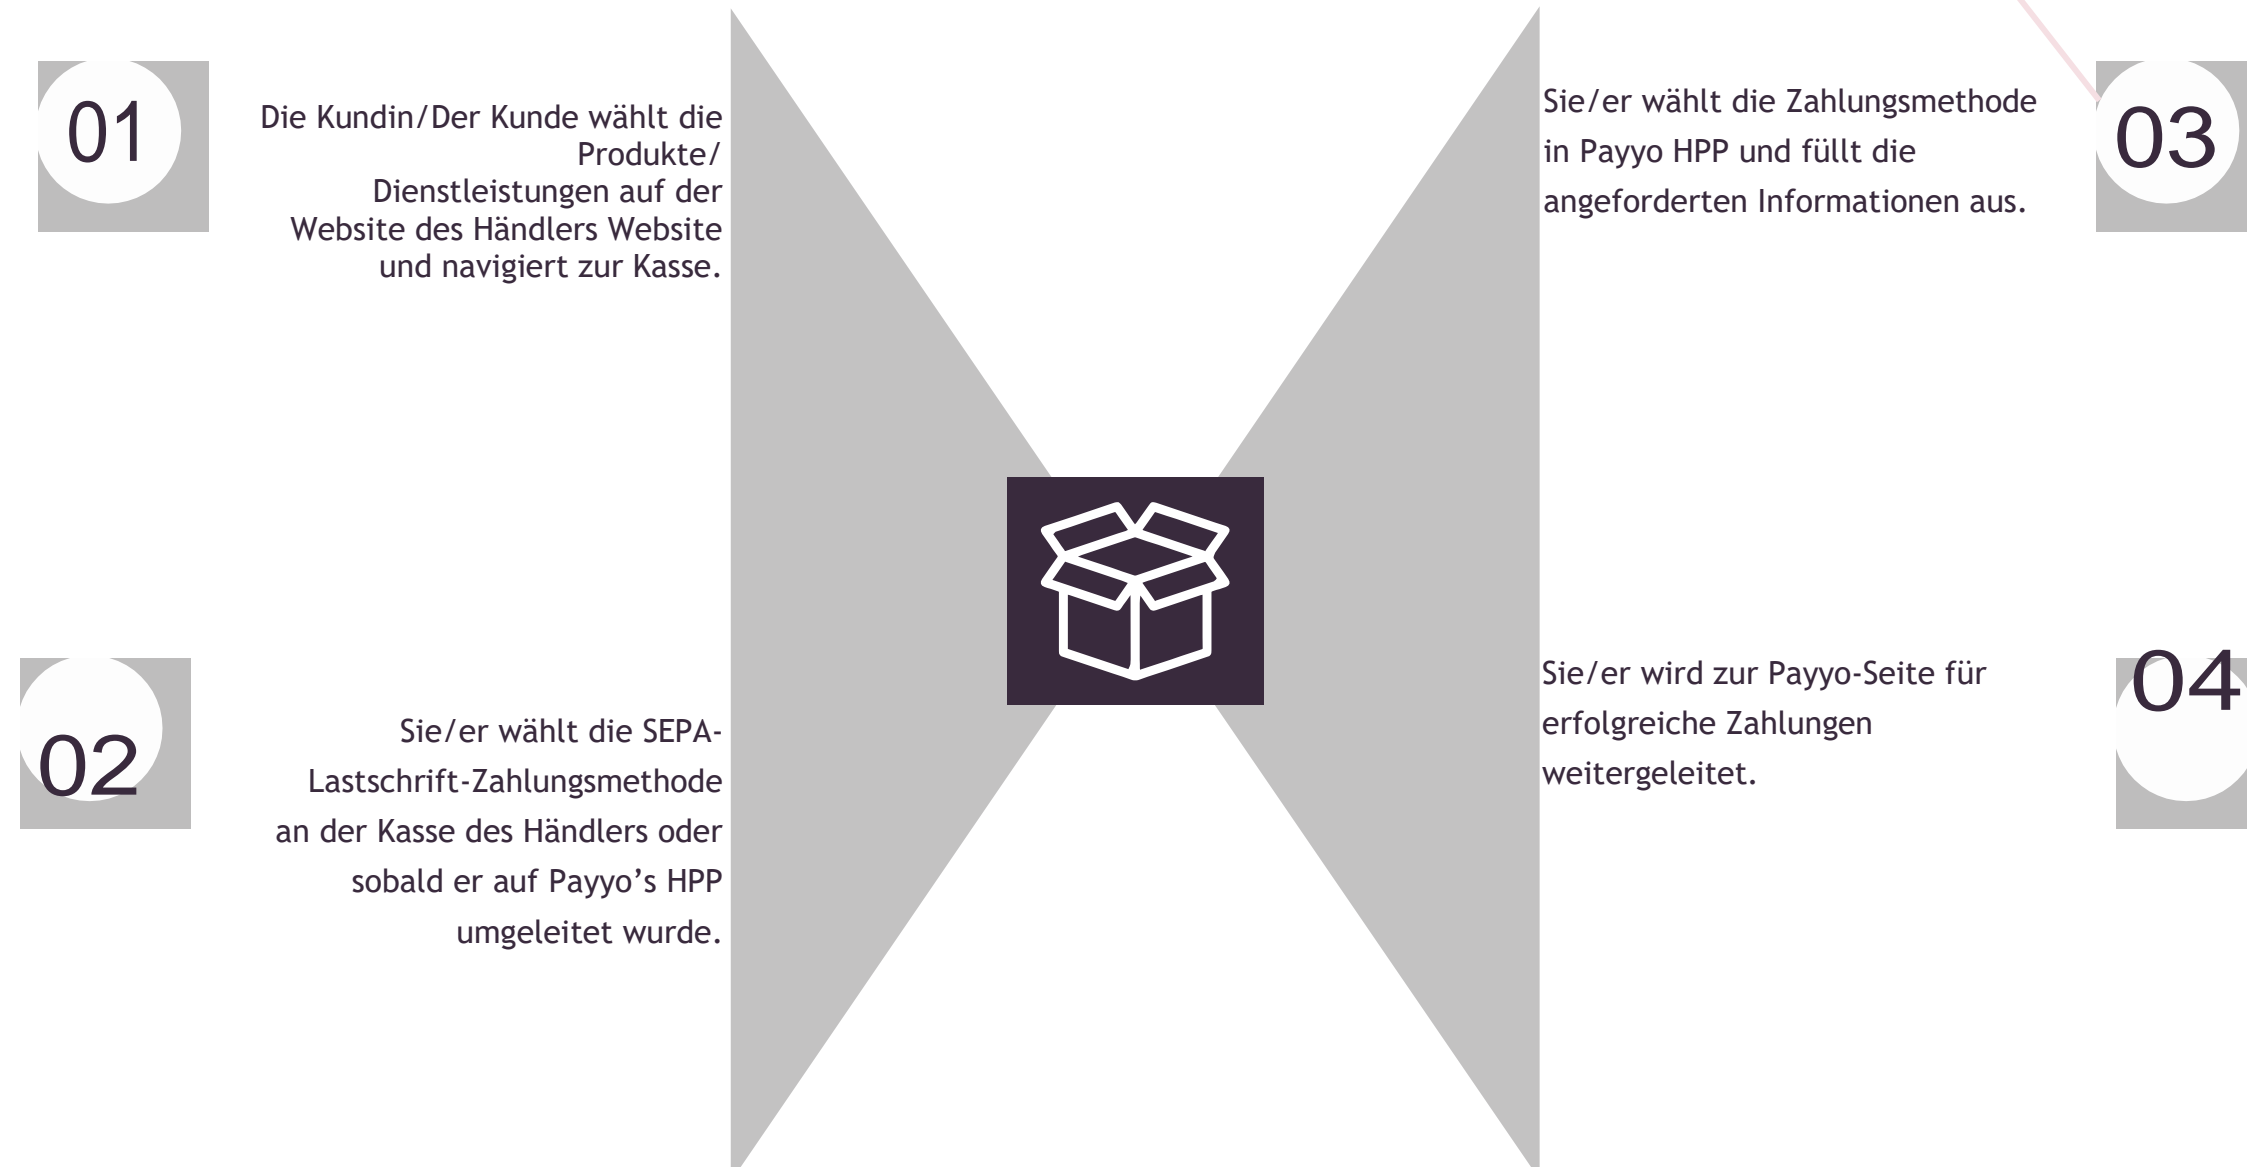 01
Die Kundin/Der Kunde wählt die
Produkte/
Dienstleistungen auf der
Website des Händlers Website
und navigiert zur Kasse.
02
Sie/er wählt die SEPA-
Lastschrift-Zahlungsmethode
an der Kasse des Händlers oder
sobald er auf Payyo’s HPP
umgeleitet wurde.
03
Sie/er wählt die Zahlungsmethode
in Payyo HPP und füllt die
angeforderten Informationen aus.
04
Sie/er wird zur Payyo-Seite für
erfolgreiche Zahlungen
weitergeleitet.